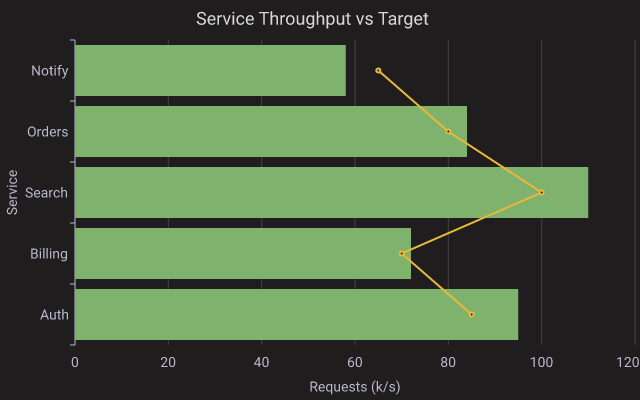 Service Throughput vs Target
Service
Notify
Orders
Search
Billing
Auth
0 20 40 60 80 100 120
Requests (k/s)